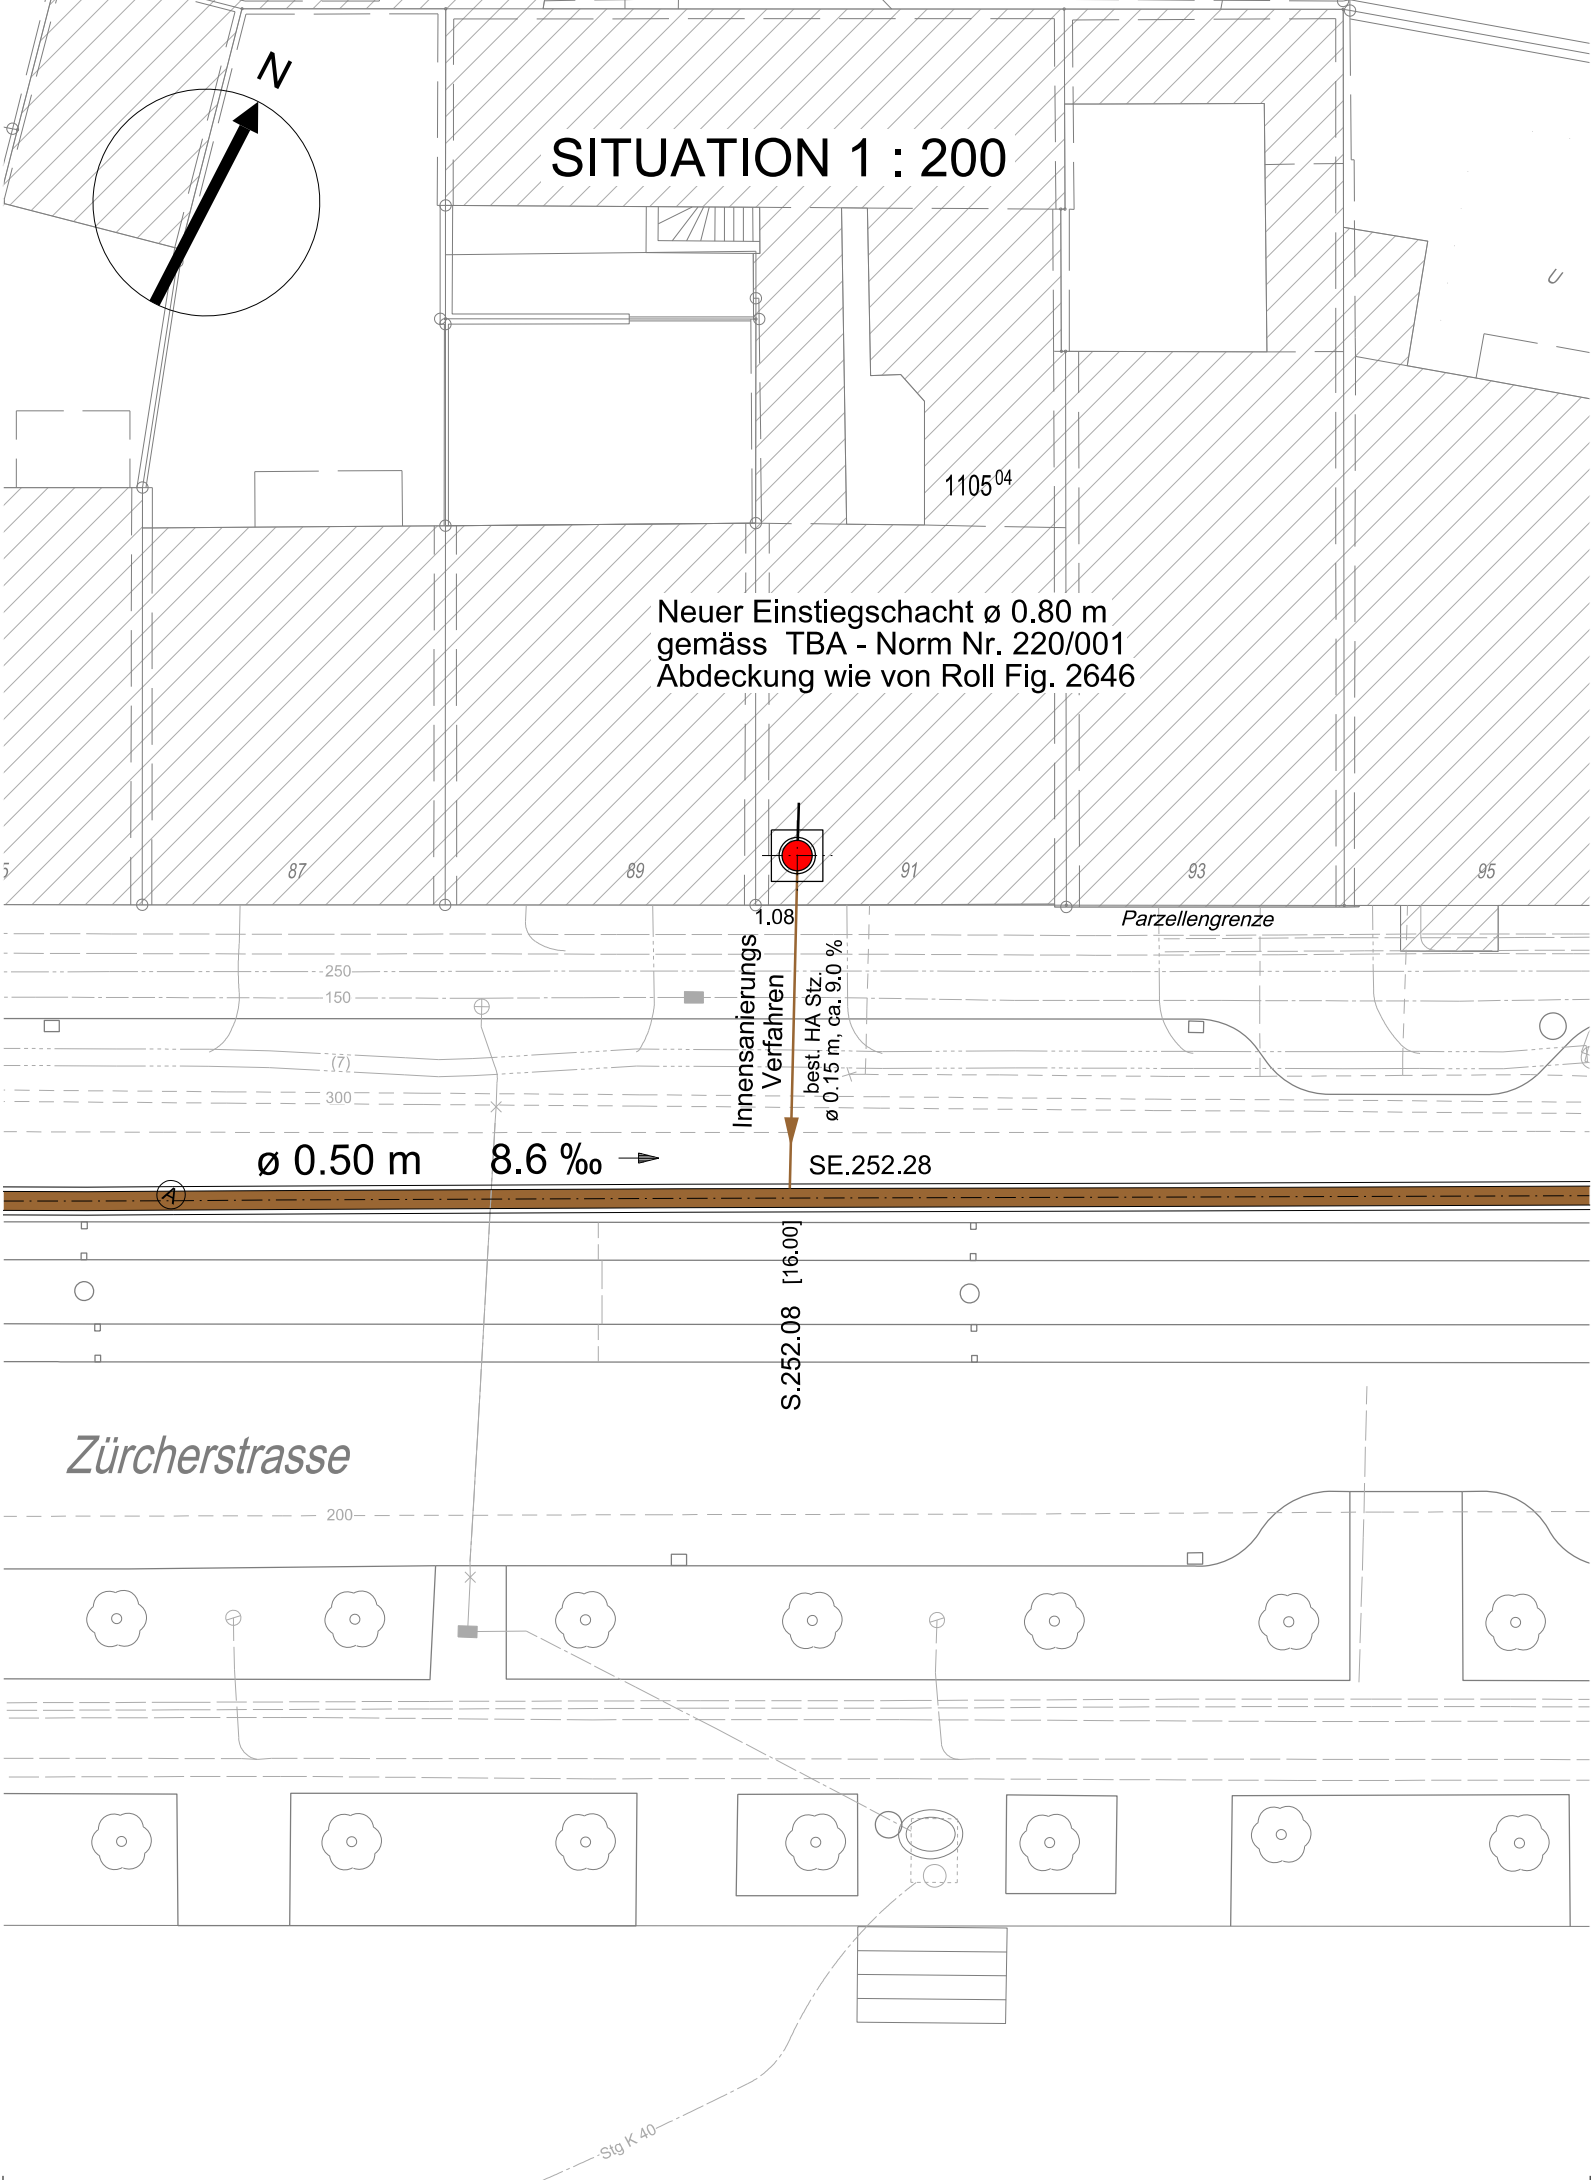 N
SITUATION 1 : 200
U
1105⁰⁴
Neuer Einstiegschacht ø 0.80 m
gemäss TBA - Norm Nr. 220/001
Abdeckung wie von Roll Fig. 2646
87
89
91
93
95
1.08
Parzellengrenze
250
150
Innensanierungs
Verfahren
best. HA Stz.
ø 0.15 m, ca. 9.0 %
(7)
300
ø 0.50 m 8.6 ‰
SE.252.28
A
S.252.08 [16.00]
Zürcherstrasse
200
Stg K 40